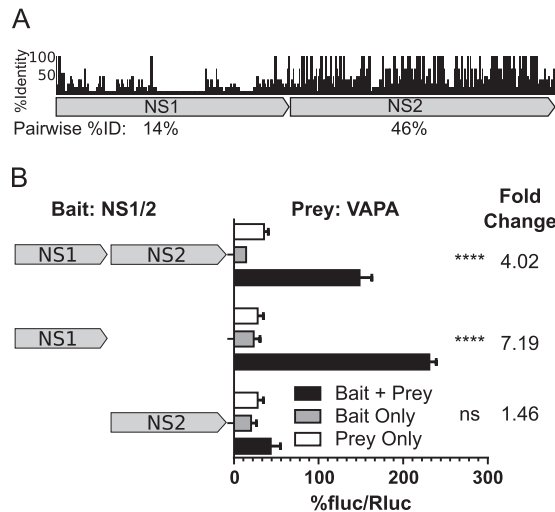 A
%Identity
100
50
NS1 NS2
Pairwise %ID: 14% 46%
B
Bait: NS1/2 Prey: VAPA Fold Change
NS1 NS2 **** 4.02
NS1 **** 7.19
NS2 ns 1.46
Bait + Prey
Bait Only
Prey Only
0 100 200 300
%fluc/Rluc